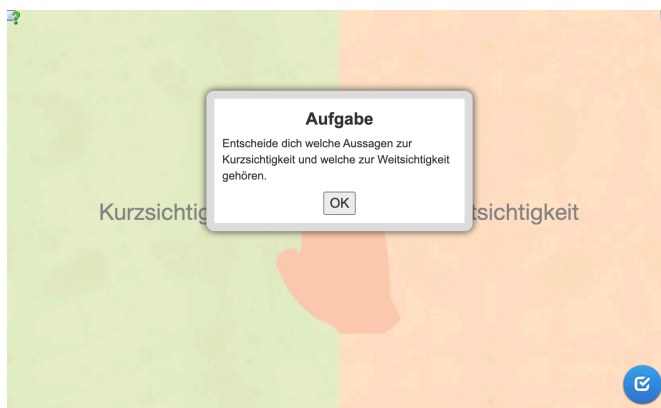 Aufgabe
Entscheide dich welche Aussagen zur
Kurzsichtigkeit und welche zur Weitsichtigkeit
gehören.
OK
Kurzsichtig
tsichtigkeit